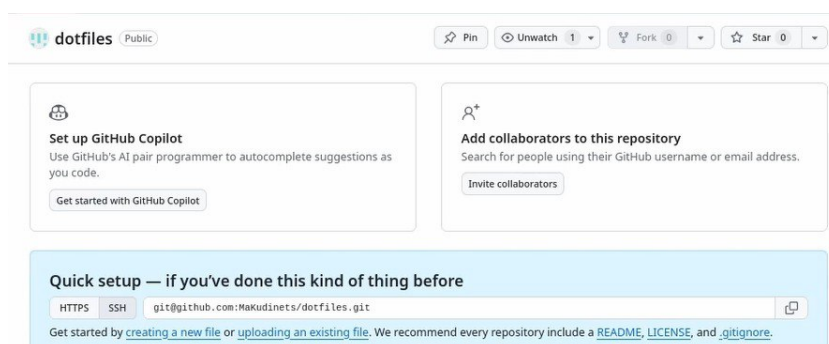 dotfiles Public Pin Unwatch 1 Fork 0 Star 0
Set up GitHub Copilot
Use GitHub's AI pair programmer to autocomplete suggestions as
you code.
Get started with GitHub Copilot
Add collaborators to this repository
Search for people using their GitHub username or email address.
Invite collaborators
Quick setup — if you've done this kind of thing before
HTTPS SSH git@github.com:MaKudinets/dotfiles.git
Get started by creating a new file or uploading an existing file. We recommend every repository include a README, LICENSE, and .gitignore.